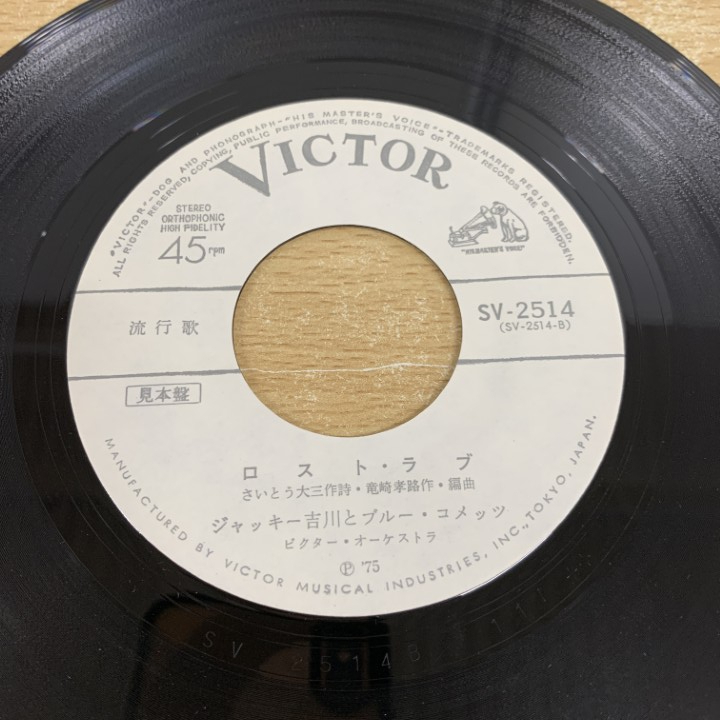 "VICTOR"–DOG AND PHONOGRAPH–"HIS MASTER'S VOICE"–TRADEMARKS REGISTERED.
ALL RIGHTS RESERVED, COPYING, PUBLIC PERFORMANCE, BROADCASTING OF THESE RECORDS ARE FORBIDDEN.
VICTOR
STEREO
ORTHOPHONIC
HIGH FIDELITY
45rpm
"HIS MASTER'S VOICE"
流行歌
SV-2514
(SV-2514-B)
見本盤
ロスト・ラブ
さいとう大三作詩・竜崎孝路作・編曲
ジャッキー吉川とブルー・コメッツ
ビクター・オーケストラ
Ⓟ '75
MANUFACTURED BY VICTOR MUSICAL INDUSTRIES, INC., TOKYO, JAPAN.
SV 2514B